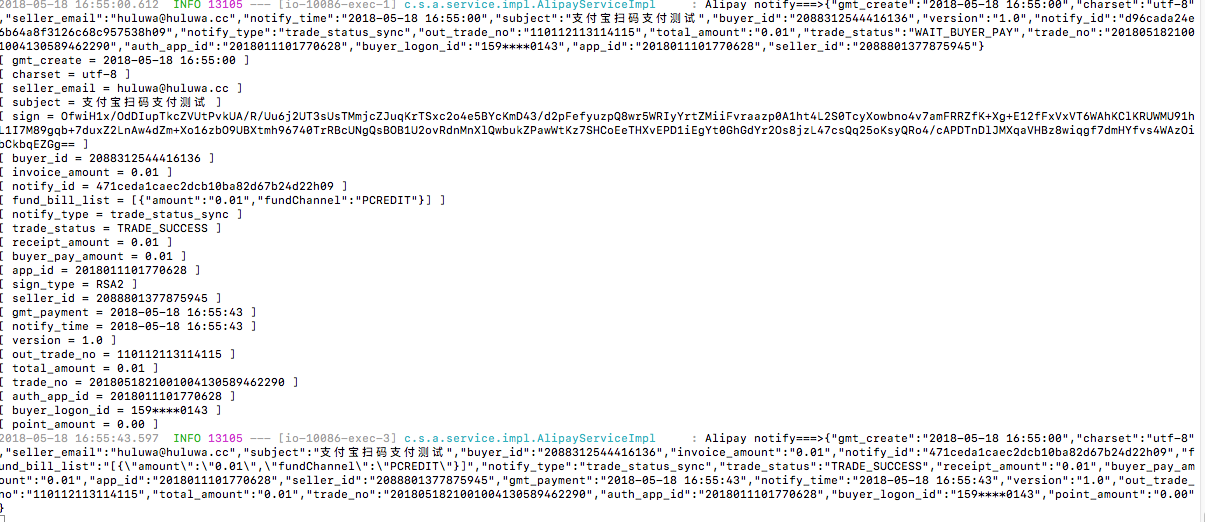 2018-05-18 16:55:00.612  INFO 13105 --- [io-10086-exec-1] c.s.a.service.impl.AlipayServiceImpl     : Alipay notify===>{"gmt_create":"2018-05-18 16:55:00","charset":"utf-8"
,"seller_email":"huluwa@huluwa.cc","notify_time":"2018-05-18 16:55:00","subject":"支付宝扫码支付测试","buyer_id":"2088312544416136","version":"1.0","notify_id":"d96cada24e
6b64a8f3126c68c957538h09","notify_type":"trade_status_sync","out_trade_no":"110112113114115","total_amount":"0.01","trade_status":"WAIT_BUYER_PAY","trade_no":"201805182100
1004130589462290","auth_app_id":"2018011101770628","buyer_logon_id":"159****0143","app_id":"2018011101770628","seller_id":"2088801377875945"}
[ gmt_create = 2018-05-18 16:55:00 ]
[ charset = utf-8 ]
[ seller_email = huluwa@huluwa.cc ]
[ subject = 支付宝扫码支付测试 ]
[ sign = OfwiH1x/OdDIupTkcZVUtPvkUA/R/Uu6j2UT3sUsTMmjcZJuqKrTSxc2o4e5BYcKmD43/d2pFefyuzpQ8wr5WRIyYrtZMiiFvraazp0A1ht4L2S0TcyXowbno4v7amFRRZfK+Xg+E12fFxVxVT6WAhKClKRUWMU91h
L1I7M89gqb+7duxZ2LnAw4dZm+Xo16zbO9UBXtmh96740TrRBcUNgQsBOB1U2ovRdnMnXlQwbukZPawWtKz7SHCoEeTHXvEPD1iEgYt0GhGdYr2Os8jzL47csQq25oKsyQRo4/cAPDTnDlJMXqaVHBz8wiqgf7dmHYfvs4WAzOi
pCkbqEZGg== ]
[ buyer_id = 2088312544416136 ]
[ invoice_amount = 0.01 ]
[ notify_id = 471ceda1caec2dcb10ba82d67b24d22h09 ]
[ fund_bill_list = [{"amount":"0.01","fundChannel":"PCREDIT"}] ]
[ notify_type = trade_status_sync ]
[ trade_status = TRADE_SUCCESS ]
[ receipt_amount = 0.01 ]
[ buyer_pay_amount = 0.01 ]
[ app_id = 2018011101770628 ]
[ sign_type = RSA2 ]
[ seller_id = 2088801377875945 ]
[ gmt_payment = 2018-05-18 16:55:43 ]
[ notify_time = 2018-05-18 16:55:43 ]
[ version = 1.0 ]
[ out_trade_no = 110112113114115 ]
[ total_amount = 0.01 ]
[ trade_no = 2018051821001004130589462290 ]
[ auth_app_id = 2018011101770628 ]
[ buyer_logon_id = 159****0143 ]
[ point_amount = 0.00 ]
2018-05-18 16:55:43.597  INFO 13105 --- [io-10086-exec-3] c.s.a.service.impl.AlipayServiceImpl     : Alipay notify===>{"gmt_create":"2018-05-18 16:55:00","charset":"utf-8"
,"seller_email":"huluwa@huluwa.cc","subject":"支付宝扫码支付测试","buyer_id":"2088312544416136","invoice_amount":"0.01","notify_id":"471ceda1caec2dcb10ba82d67b24d22h09","f
und_bill_list":"[{\"amount\":\"0.01\",\"fundChannel\":\"PCREDIT\"}]","notify_type":"trade_status_sync","trade_status":"TRADE_SUCCESS","receipt_amount":"0.01","buyer_pay_am
ount":"0.01","app_id":"2018011101770628","seller_id":"2088801377875945","gmt_payment":"2018-05-18 16:55:43","notify_time":"2018-05-18 16:55:43","version":"1.0","out_trade_
no":"110112113114115","total_amount":"0.01","trade_no":"2018051821001004130589462290","auth_app_id":"2018011101770628","buyer_logon_id":"159****0143","point_amount":"0.00"
}